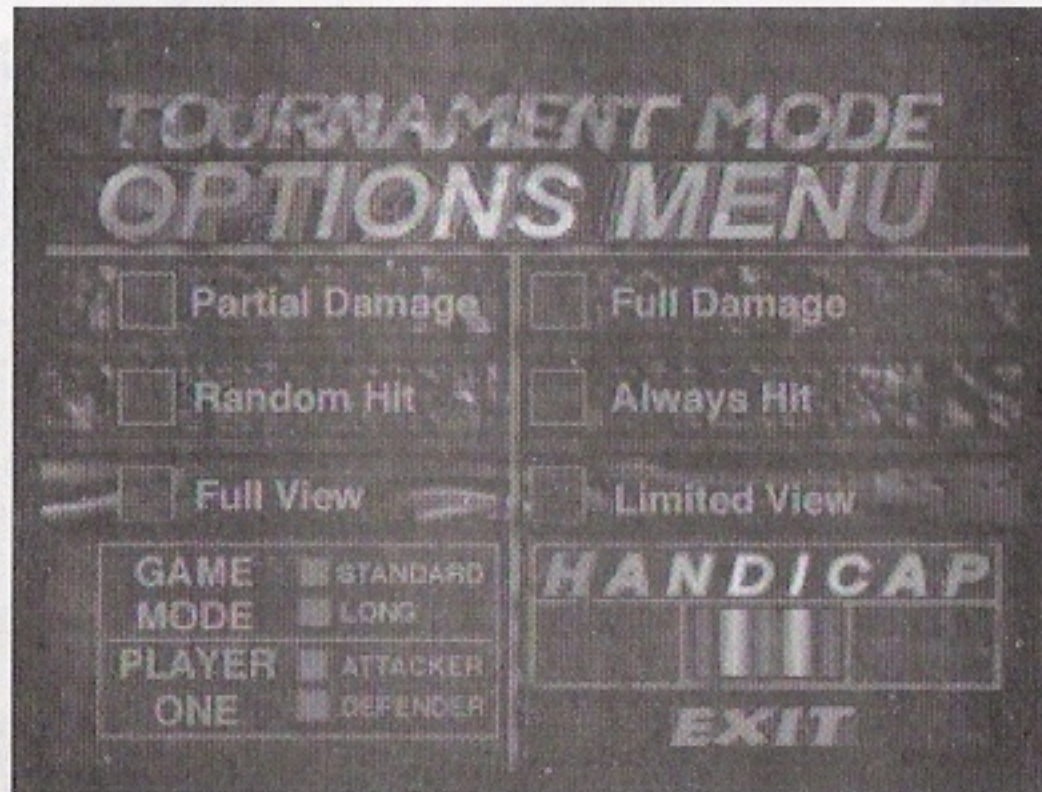 TOURNAMENT MODE
OPTIONS MENU
Partial Damage
Full Damage
Random Hit
Always Hit
Full View
Limited View
GAME MODE
STANDARD
LONG
PLAYER ONE
ATTACKER
DEFENDER
HANDICAP
EXIT